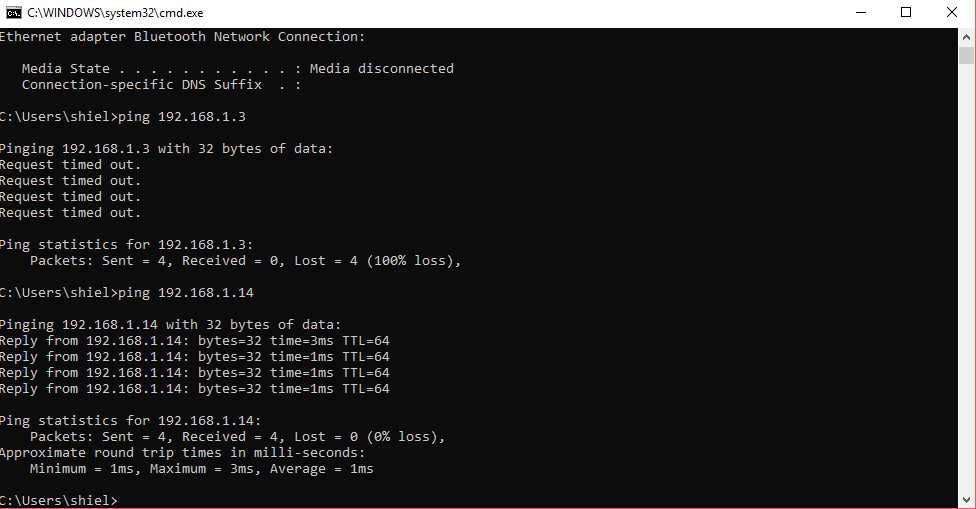 C:\WINDOWS\system32\cmd.exe
Ethernet adapter Bluetooth Network Connection:
Media State . . . . . . . . . . . : Media disconnected
Connection-specific DNS Suffix  . :
C:\Users\shiel>ping 192.168.1.3
Pinging 192.168.1.3 with 32 bytes of data:
Request timed out.
Request timed out.
Request timed out.
Request timed out.
Ping statistics for 192.168.1.3:
Packets: Sent = 4, Received = 0, Lost = 4 (100% loss),
C:\Users\shiel>ping 192.168.1.14
Pinging 192.168.1.14 with 32 bytes of data:
Reply from 192.168.1.14: bytes=32 time=3ms TTL=64
Reply from 192.168.1.14: bytes=32 time=1ms TTL=64
Reply from 192.168.1.14: bytes=32 time=1ms TTL=64
Reply from 192.168.1.14: bytes=32 time=1ms TTL=64
Ping statistics for 192.168.1.14:
Packets: Sent = 4, Received = 4, Lost = 0 (0% loss),
Approximate round trip times in milli-seconds:
Minimum = 1ms, Maximum = 3ms, Average = 1ms
C:\Users\shiel>